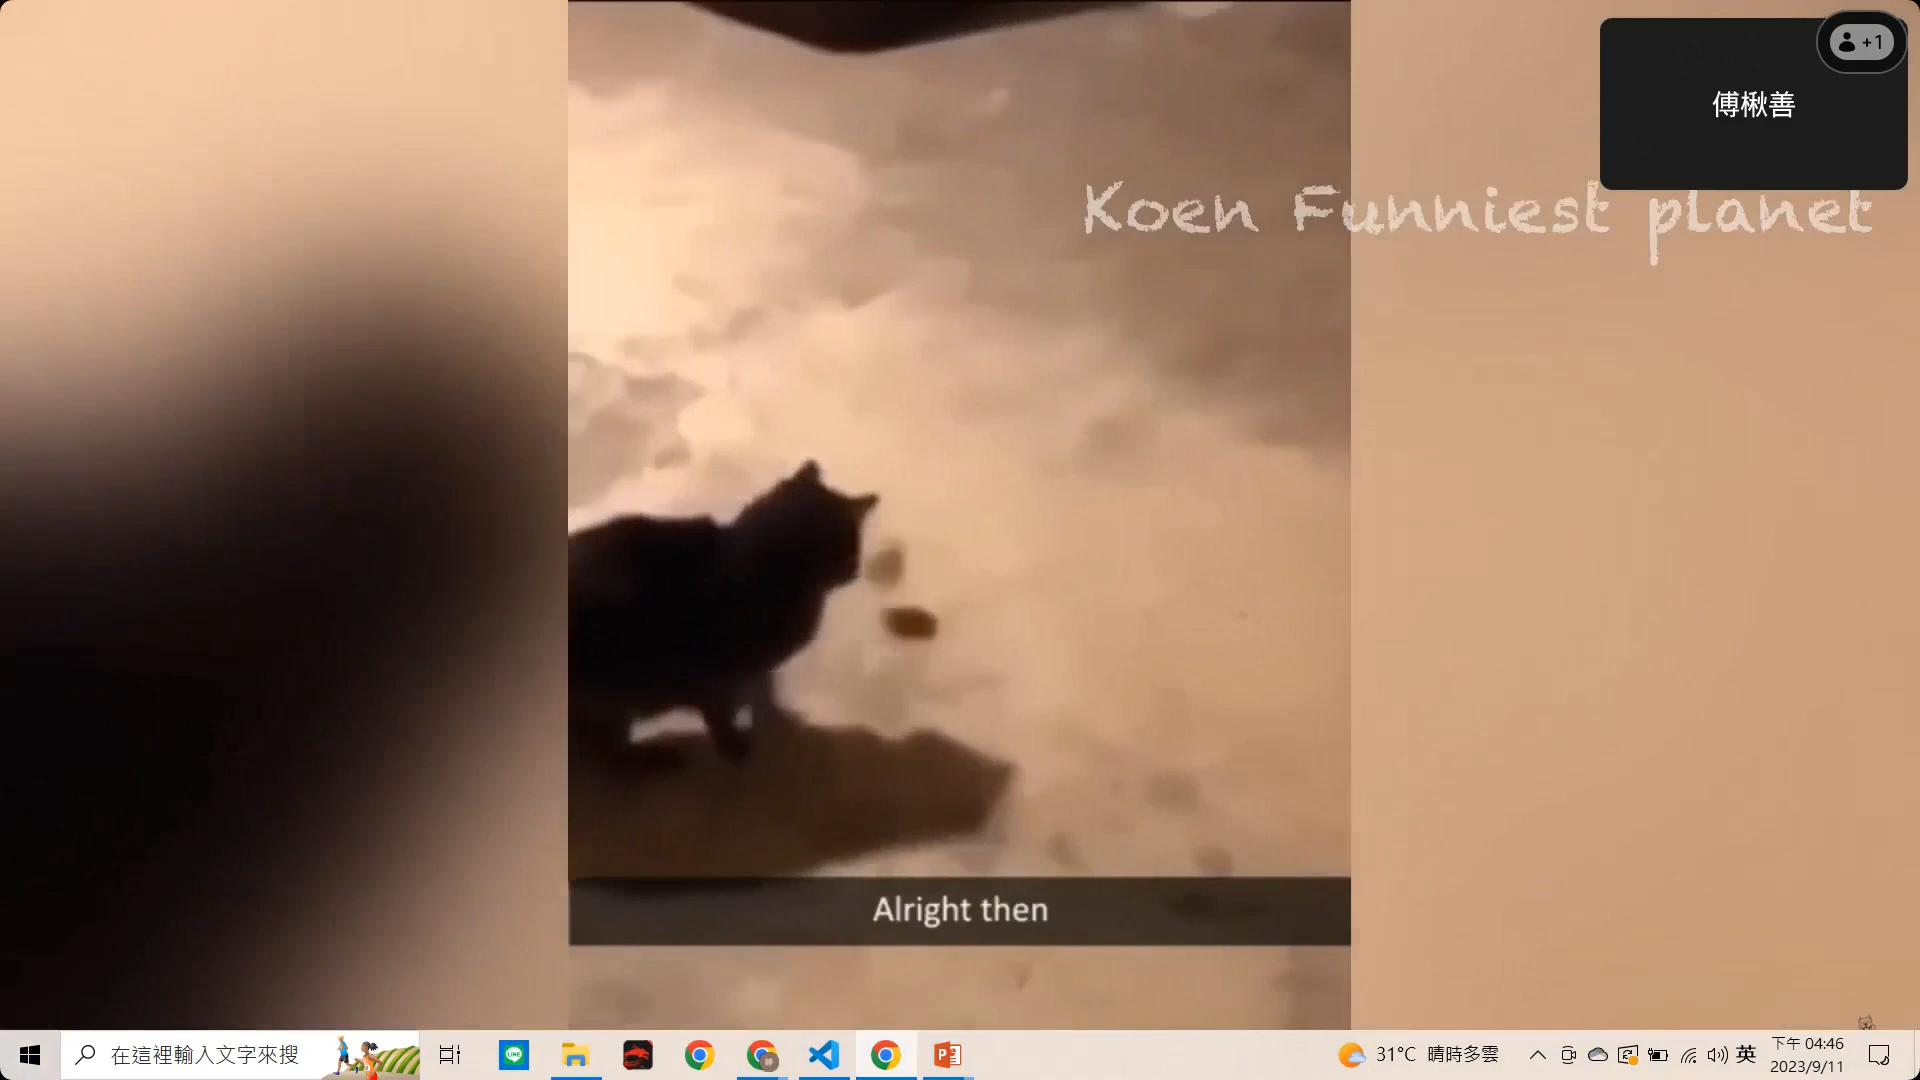 +1
傅楸善
Koen Funniest planet
Alright then
在這裡輸入文字來搜
31°C 晴時多雲
英
下午 04:46
2023/9/11